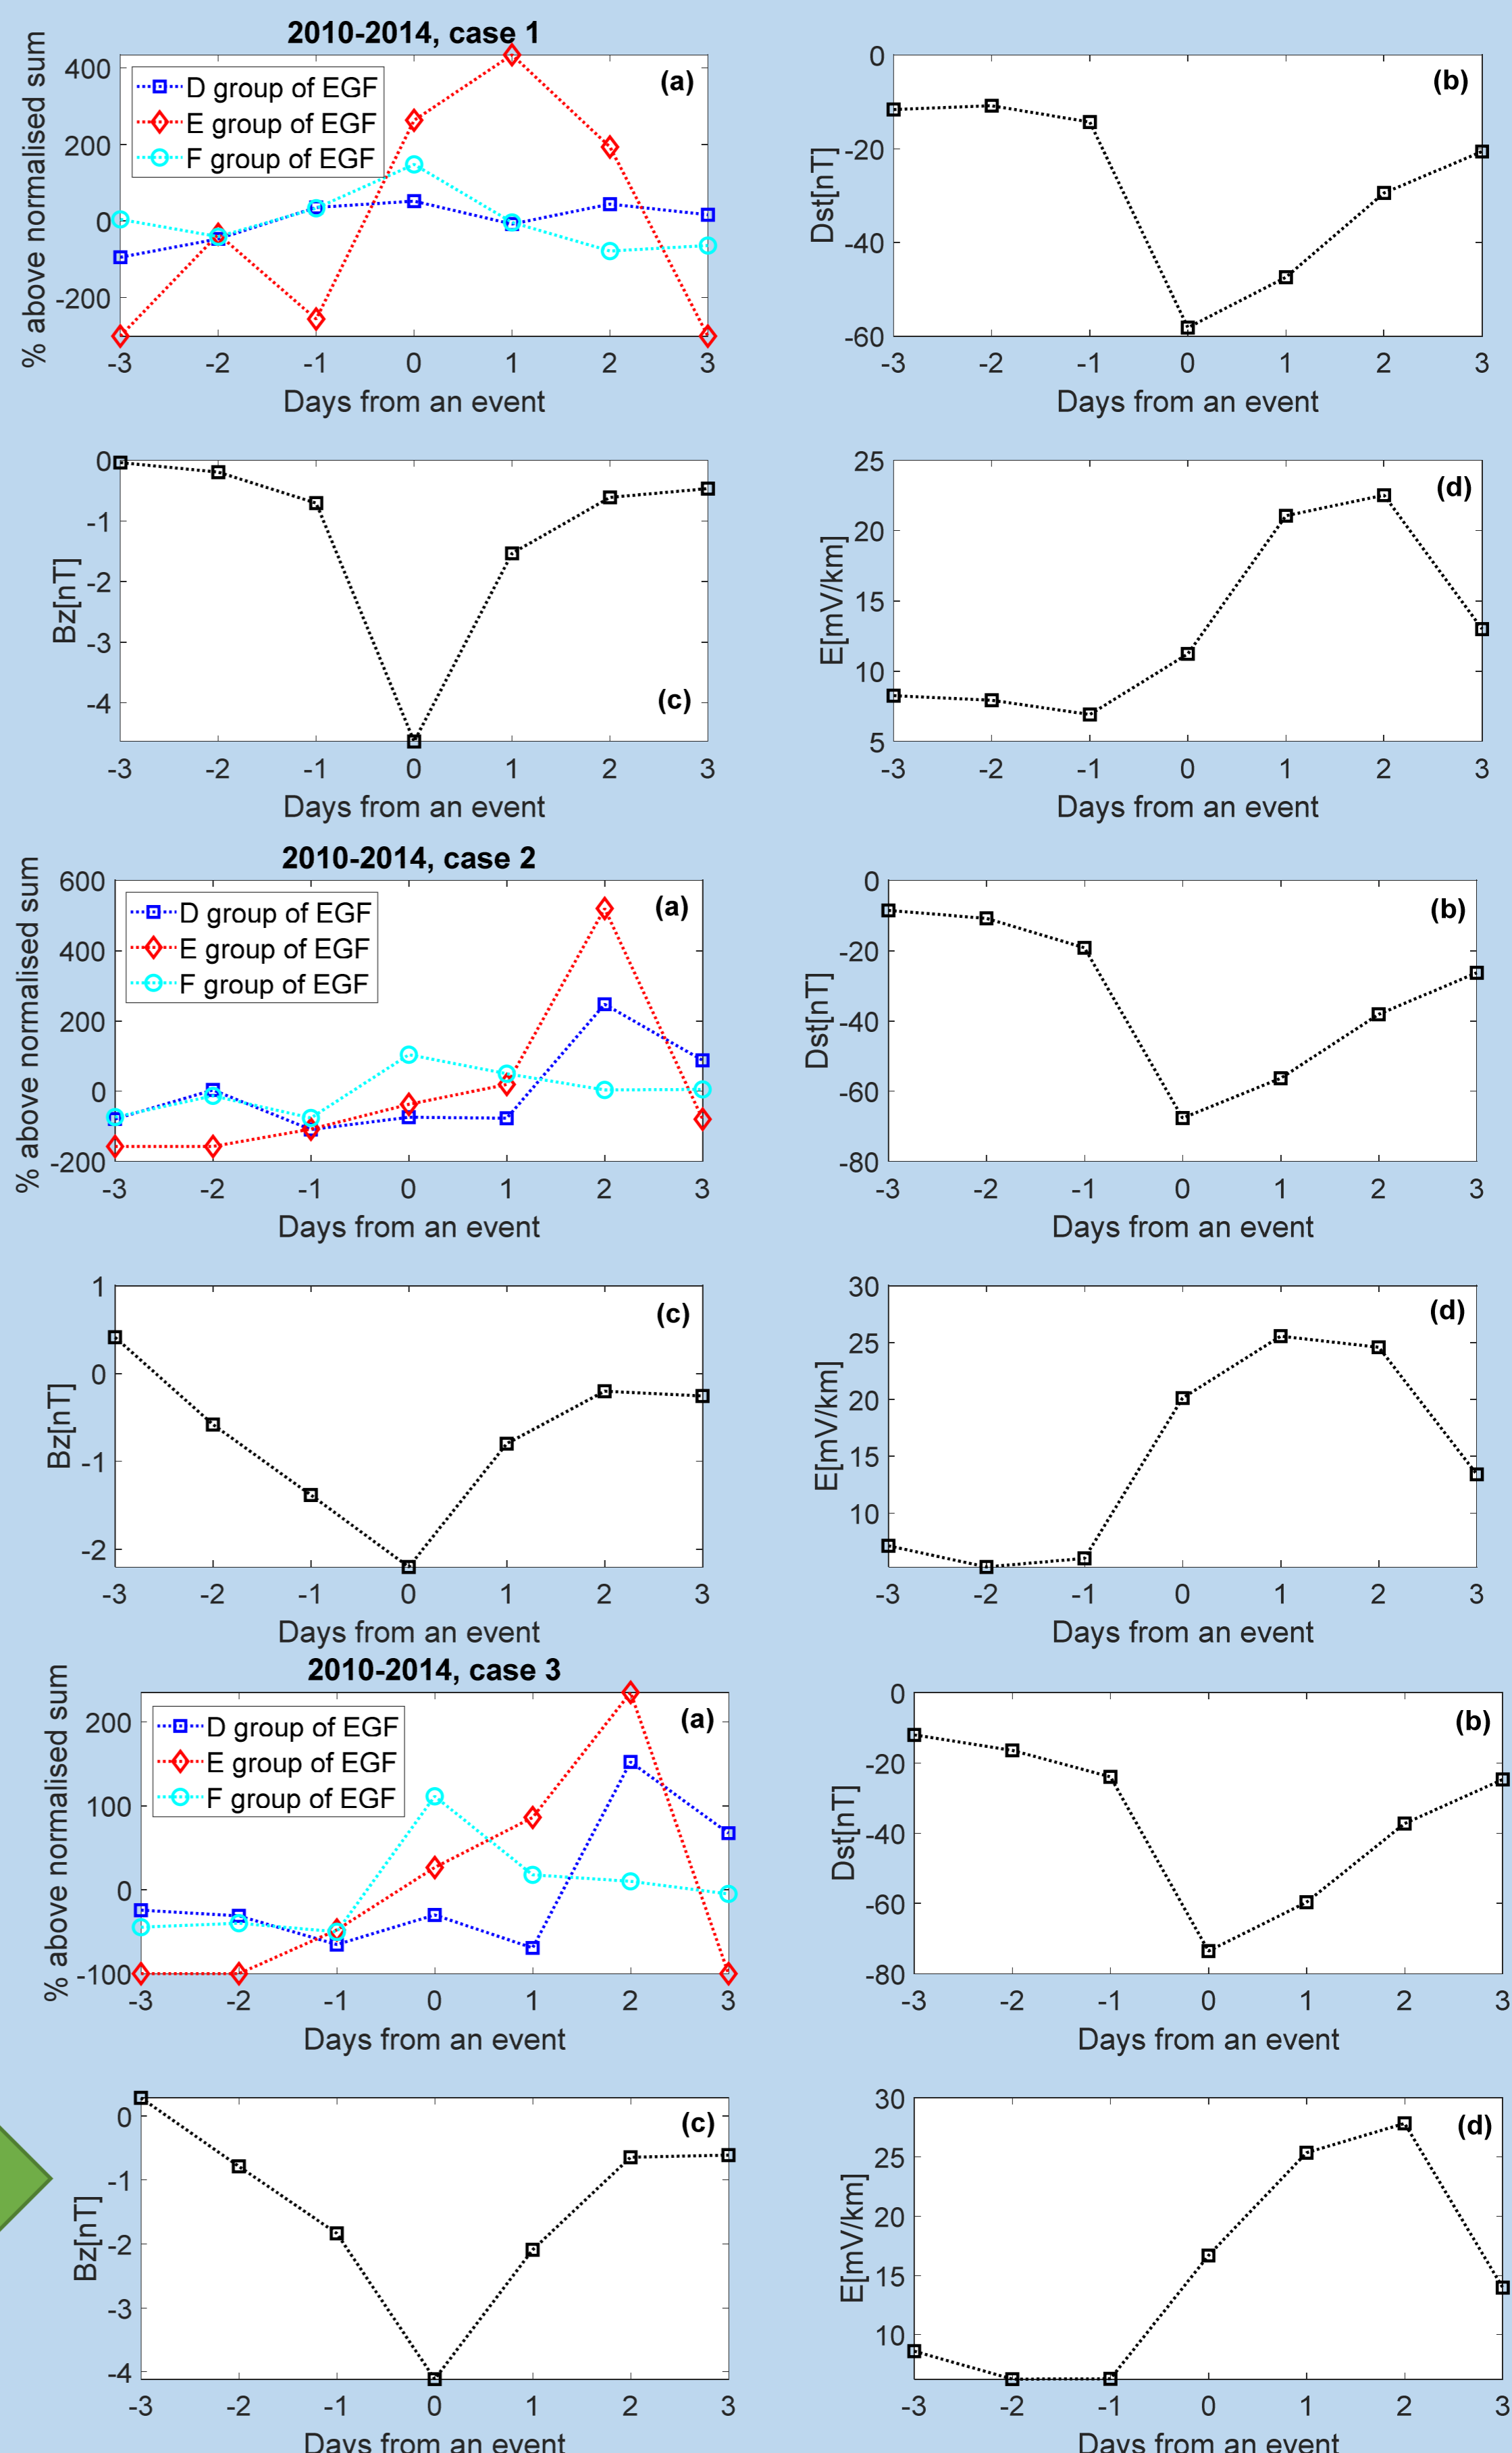 2010-2014, case 1
% above normalised sum
400
200
0
-200
D group of EGF
E group of EGF
F group of EGF
(a)
-3 -2 -1 0 1 2 3
Days from an event
Dst[nT]
0
-20
-40
-60
(b)
-3 -2 -1 0 1 2 3
Days from an event
Bz[nT]
0
-1
-2
-3
-4
(c)
-3 -2 -1 0 1 2 3
Days from an event
E[mV/km]
25
20
15
10
5
(d)
-3 -2 -1 0 1 2 3
Days from an event
2010-2014, case 2
% above normalised sum
600
400
200
0
-200
D group of EGF
E group of EGF
F group of EGF
(a)
-3 -2 -1 0 1 2 3
Days from an event
Dst[nT]
0
-20
-40
-60
-80
(b)
-3 -2 -1 0 1 2 3
Days from an event
Bz[nT]
1
0
-1
-2
(c)
-3 -2 -1 0 1 2 3
Days from an event
E[mV/km]
30
25
20
15
10
(d)
-3 -2 -1 0 1 2 3
Days from an event
2010-2014, case 3
% above normalised sum
200
100
0
-100
D group of EGF
E group of EGF
F group of EGF
(a)
-3 -2 -1 0 1 2 3
Days from an event
Dst[nT]
0
-20
-40
-60
-80
(b)
-3 -2 -1 0 1 2 3
Days from an event
Bz[nT]
0
-1
-2
-3
-4
(c)
-3 -2 -1 0 1 2 3
Days from an event
E[mV/km]
30
25
20
15
10
(d)
-3 -2 -1 0 1 2 3
Days from an event